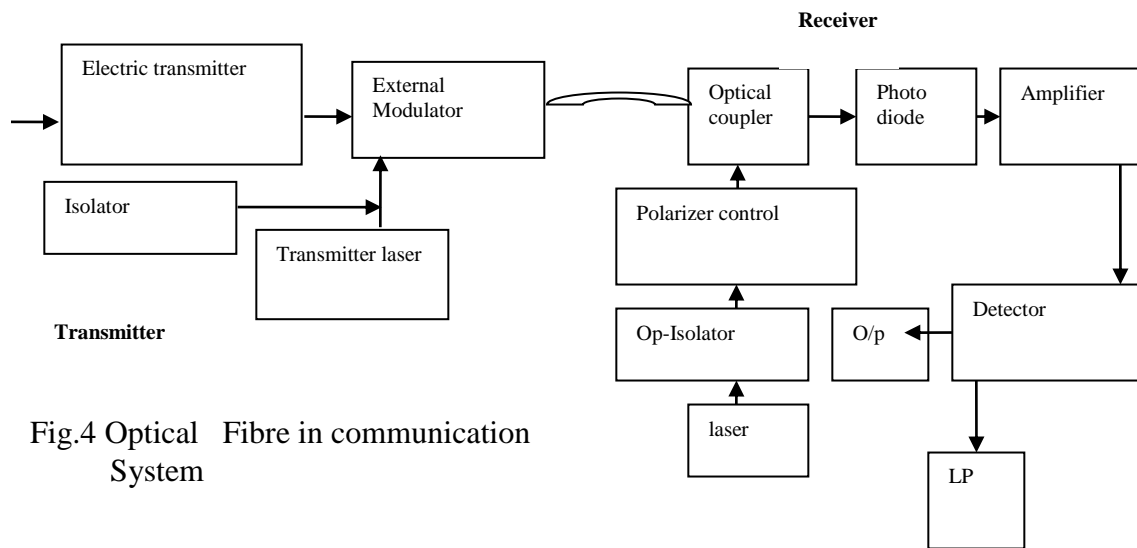 Receiver
Electric transmitter
External
Modulator
Optical
coupler
Photo
diode
Amplifier
Isolator
Transmitter laser
Polarizer control
Transmitter
Op-Isolator
O/p
Detector
laser
LP
Fig.4 Optical Fibre in communication
System